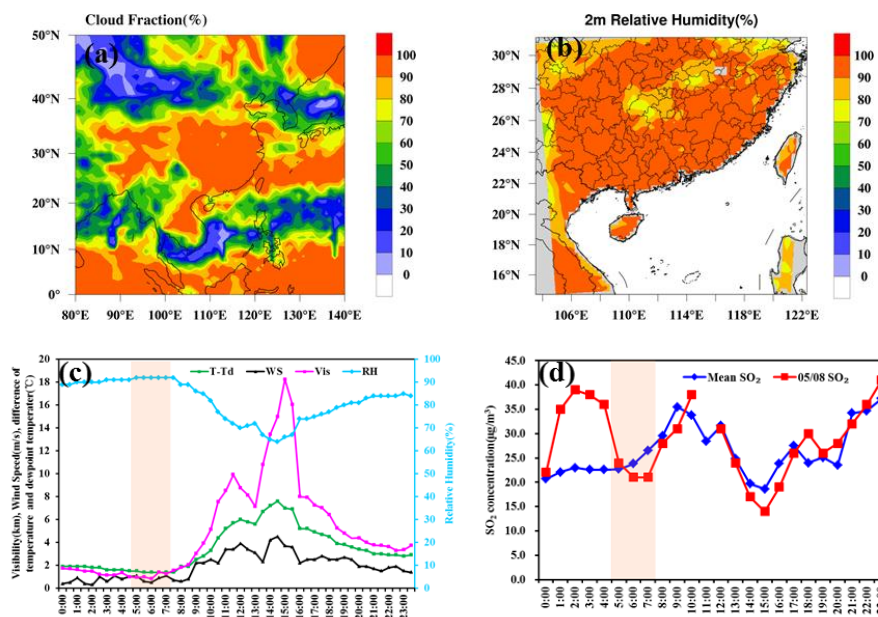 Cloud Fraction(%)
(a)
50°N
40°N
30°N
20°N
10°N
0°
80°E 90°E 100°E 110°E 120°E 130°E 140°E
100
90
80
70
60
50
40
30
20
10
0
2m Relative Humidity(%)
(b)
30°N
28°N
26°N
24°N
22°N
20°N
18°N
16°N
106°E 110°E 114°E 118°E 122°E
100
90
80
70
60
50
40
30
20
10
0
(c)
T-Td WS Vis RH
Visibility(km), Wind Speed(m/s), difference of
temperature and dewpoint temperater(℃)
20
18
16
14
12
10
8
6
4
2
0
100
90
80
70
60
50
40
30
20
10
0
Relative Humidity(%)
0:00 1:00 2:00 3:00 4:00 5:00 6:00 7:00 8:00 9:00 10:00 11:00 12:00 13:00 14:00 15:00 16:00 17:00 18:00 19:00 20:00 21:00 22:00 23:00
(d)
Mean SO₂ 05/08 SO₂
SO₂ concentration(μg/m³)
45.0
40.0
35.0
30.0
25.0
20.0
15.0
10.0
5.0
0.0
0:00 1:00 2:00 3:00 4:00 5:00 6:00 7:00 8:00 9:00 10:00 11:00 12:00 13:00 14:00 15:00 16:00 17:00 18:00 19:00 20:00 21:00 22:00